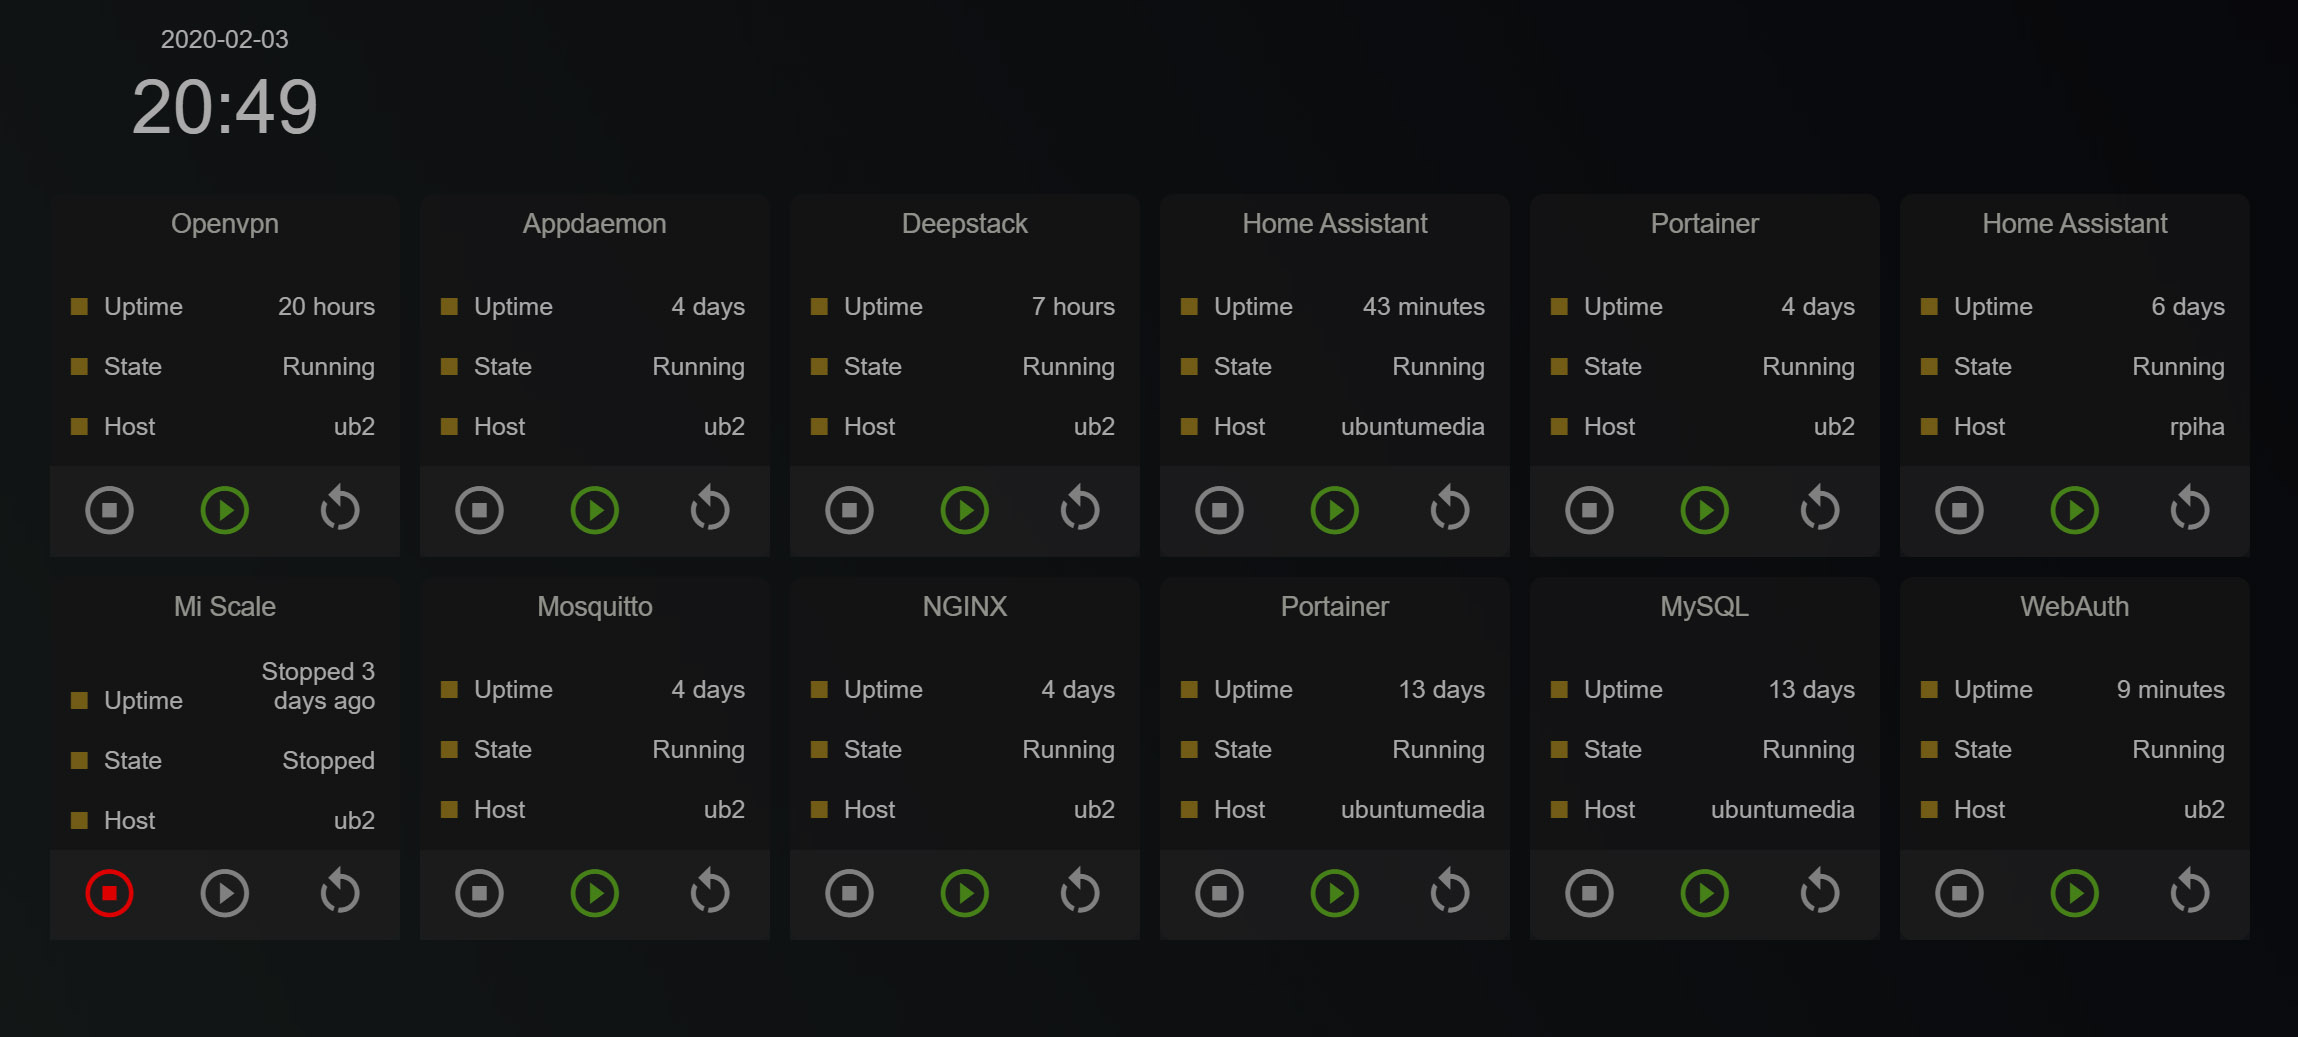 2020-02-03
20:49
Openvpn
Uptime 20 hours
State Running
Host ub2
Appdaemon
Uptime 4 days
State Running
Host ub2
Deepstack
Uptime 7 hours
State Running
Host ub2
Home Assistant
Uptime 43 minutes
State Running
Host ubuntumedia
Portainer
Uptime 4 days
State Running
Host ub2
Home Assistant
Uptime 6 days
State Running
Host rpiha
Mi Scale
Uptime Stopped 3
days ago
State Stopped
Host ub2
Mosquitto
Uptime 4 days
State Running
Host ub2
NGINX
Uptime 4 days
State Running
Host ub2
Portainer
Uptime 13 days
State Running
Host ubuntumedia
MySQL
Uptime 13 days
State Running
Host ubuntumedia
WebAuth
Uptime 9 minutes
State Running
Host ub2